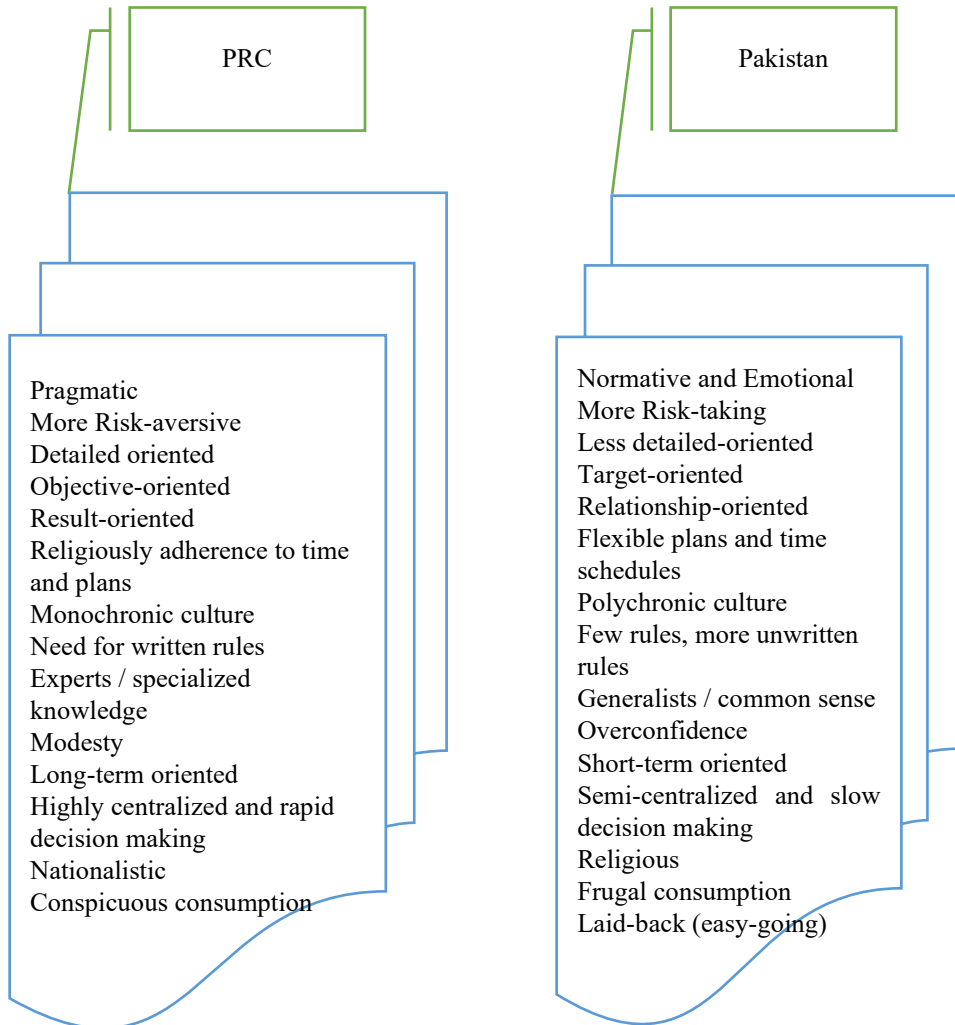 PRC
Pragmatic
More Risk-aversive
Detailed oriented
Objective-oriented
Result-oriented
Religiously adherence to time
and plans
Monochronic culture
Need for written rules
Experts / specialized
knowledge
Modesty
Long-term oriented
Highly centralized and rapid
decision making
Nationalistic
Conspicuous consumption
Pakistan
Normative and Emotional
More Risk-taking
Less detailed-oriented
Target-oriented
Relationship-oriented
Flexible plans and time
schedules
Polychronic culture
Few rules, more unwritten
rules
Generalists / common sense
Overconfidence
Short-term oriented
Semi-centralized and slow
decision making
Religious
Frugal consumption
Laid-back (easy-going)